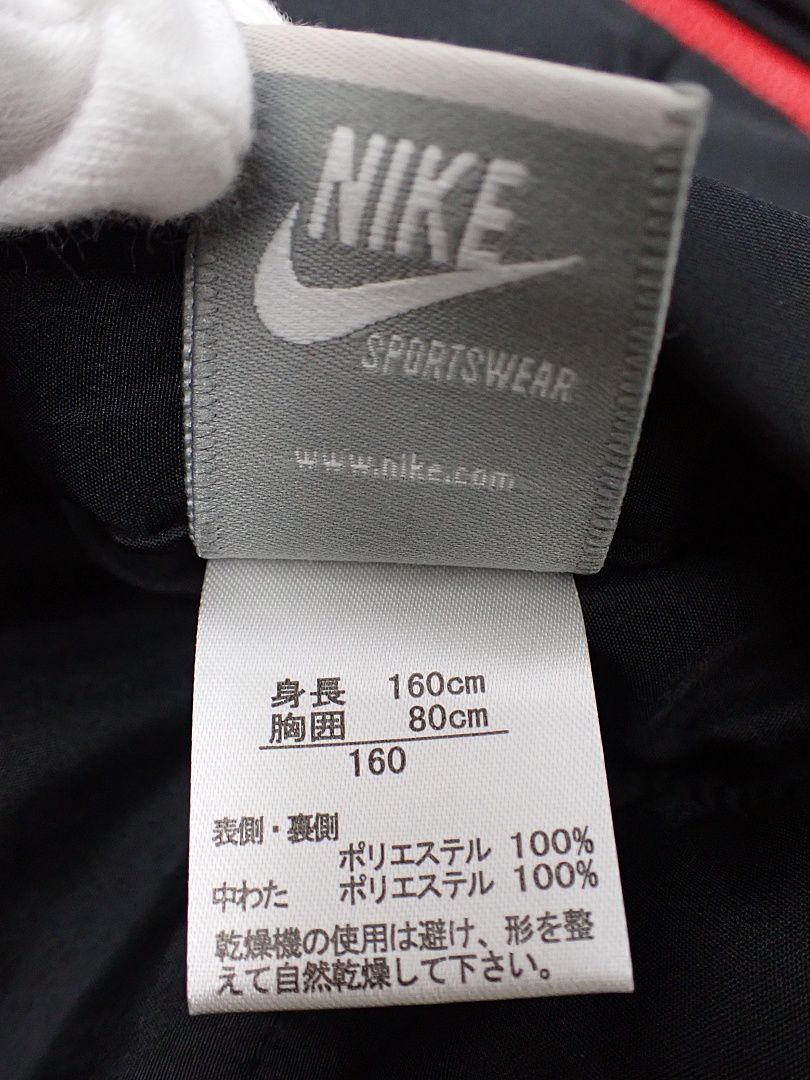 NIKE
SPORTSWEAR
www.nike.com
身長 160cm
胸囲 80cm
160
表側・裏側
ポリエステル 100%
中わた ポリエステル 100%
乾燥機の使用は避け、形を整
えて自然乾燥して下さい。